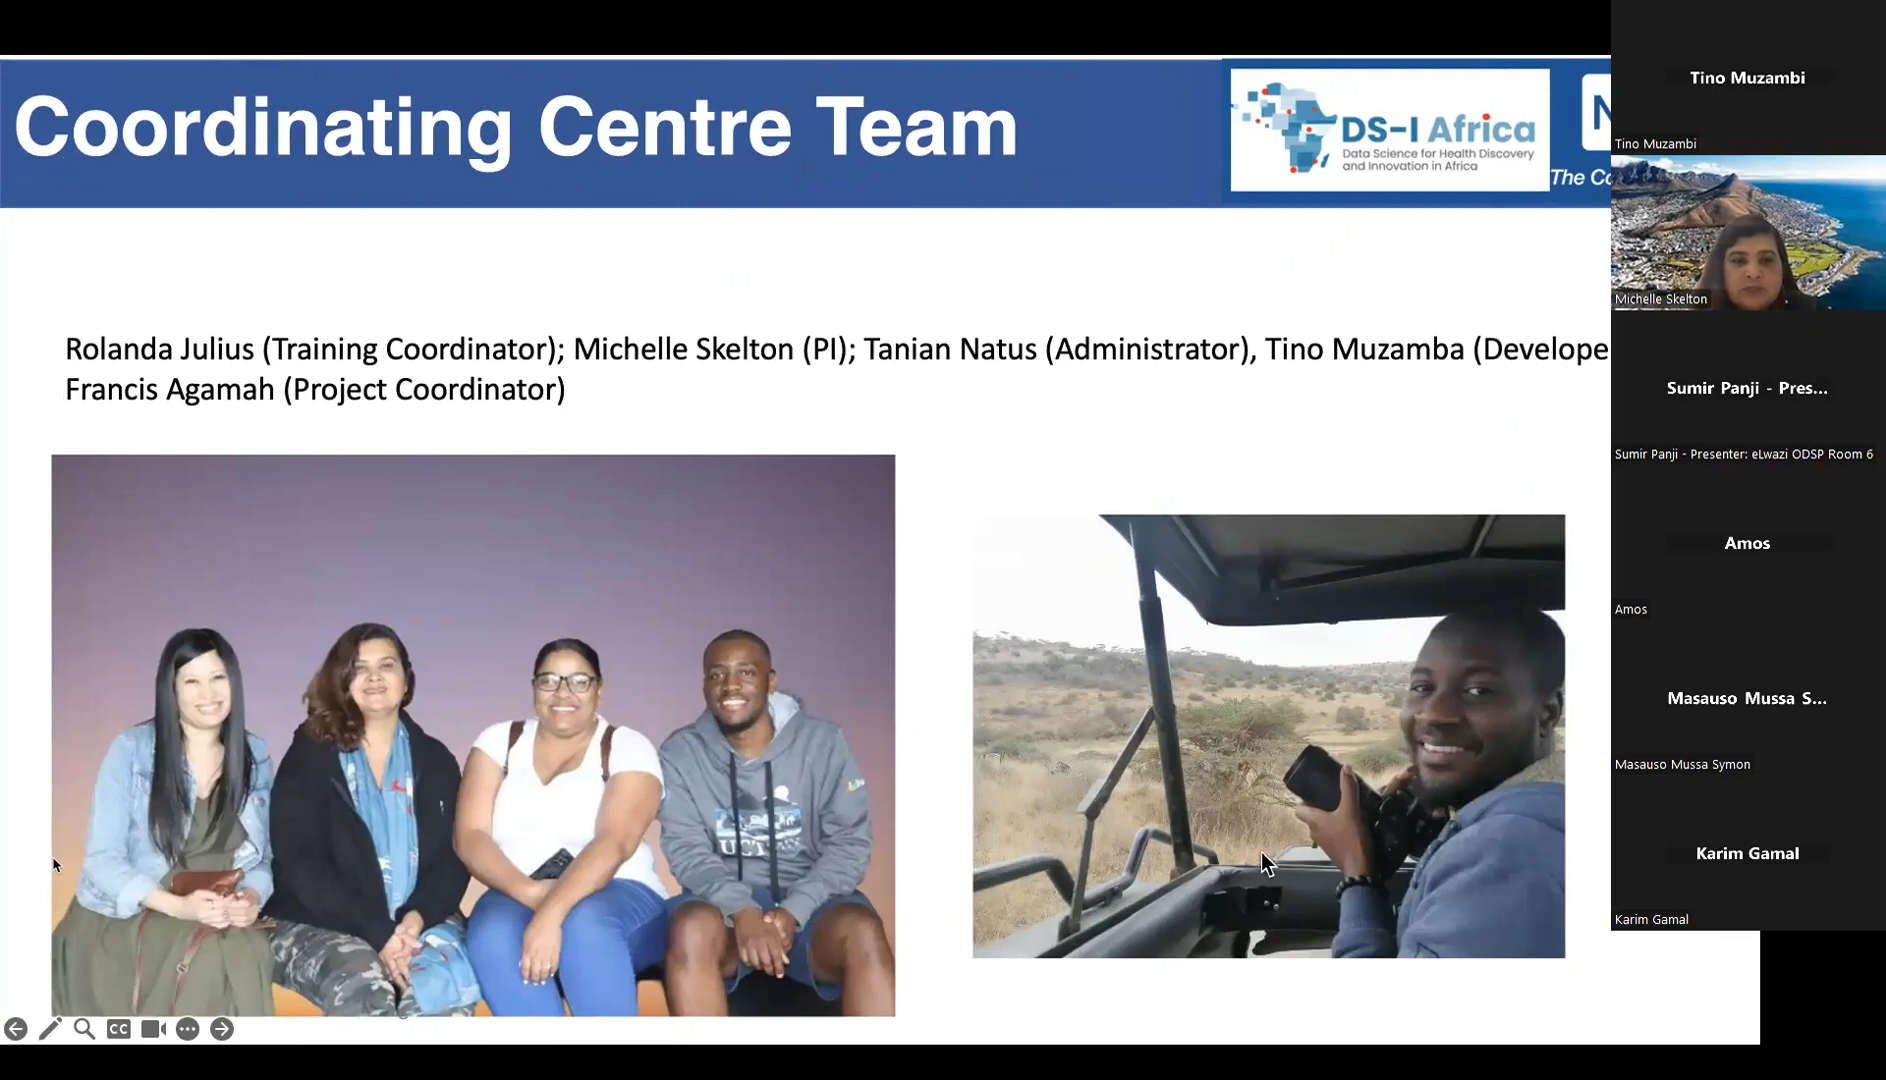 Coordinating Centre Team
DS-I Africa
Data Science for Health Discovery
and Innovation in Africa
N
The Co
Rolanda Julius (Training Coordinator); Michelle Skelton (PI); Tanian Natus (Administrator), Tino Muzamba (Develope
Francis Agamah (Project Coordinator)
UCT
CC
Tino Muzambi
Tino Muzambi
Michelle Skelton
Sumir Panji - Pres...
Sumir Panji - Presenter: eLwazi ODSP Room 6
Amos
Amos
Masauso Mussa S...
Masauso Mussa Symon
Karim Gamal
Karim Gamal